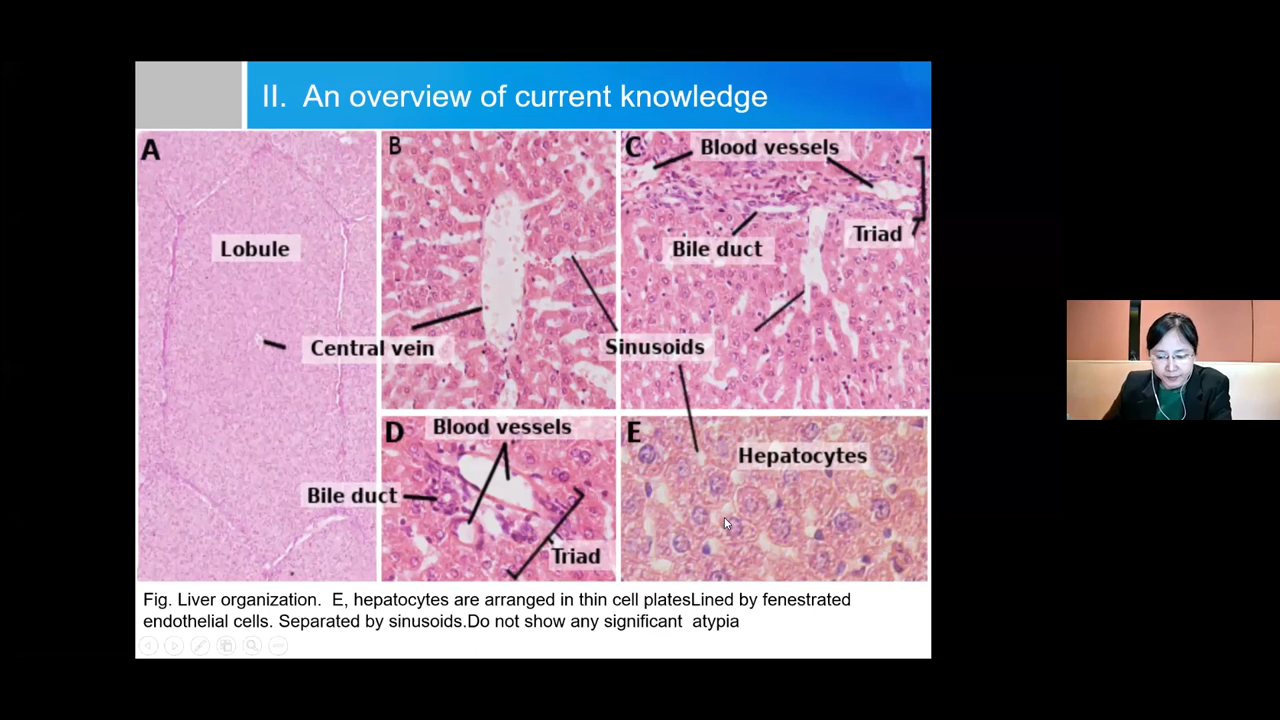 II. An overview of current knowledge
A
B
C
Blood vessels
Lobule
Bile duct
Triad
Central vein
Sinusoids
D
Blood vessels
E
Hepatocytes
Bile duct
Triad
Fig. Liver organization. E, hepatocytes are arranged in thin cell platesLined by fenestrated
endothelial cells. Separated by sinusoids.Do not show any significant atypia